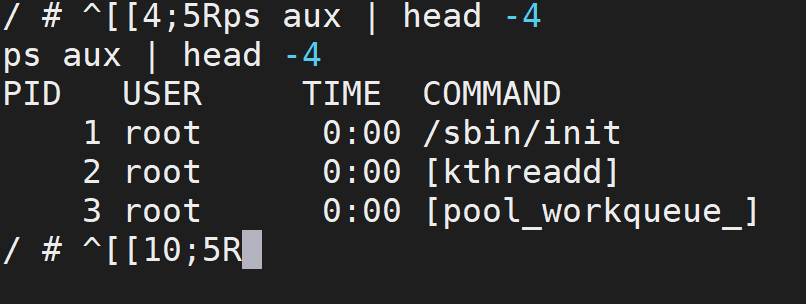 / # ^[[4;5Rps aux | head -4
ps aux | head -4
PID   USER     TIME  COMMAND
    1 root      0:00 /sbin/init
    2 root      0:00 [kthreadd]
    3 root      0:00 [pool_workqueue_]
/ # ^[[10;5R